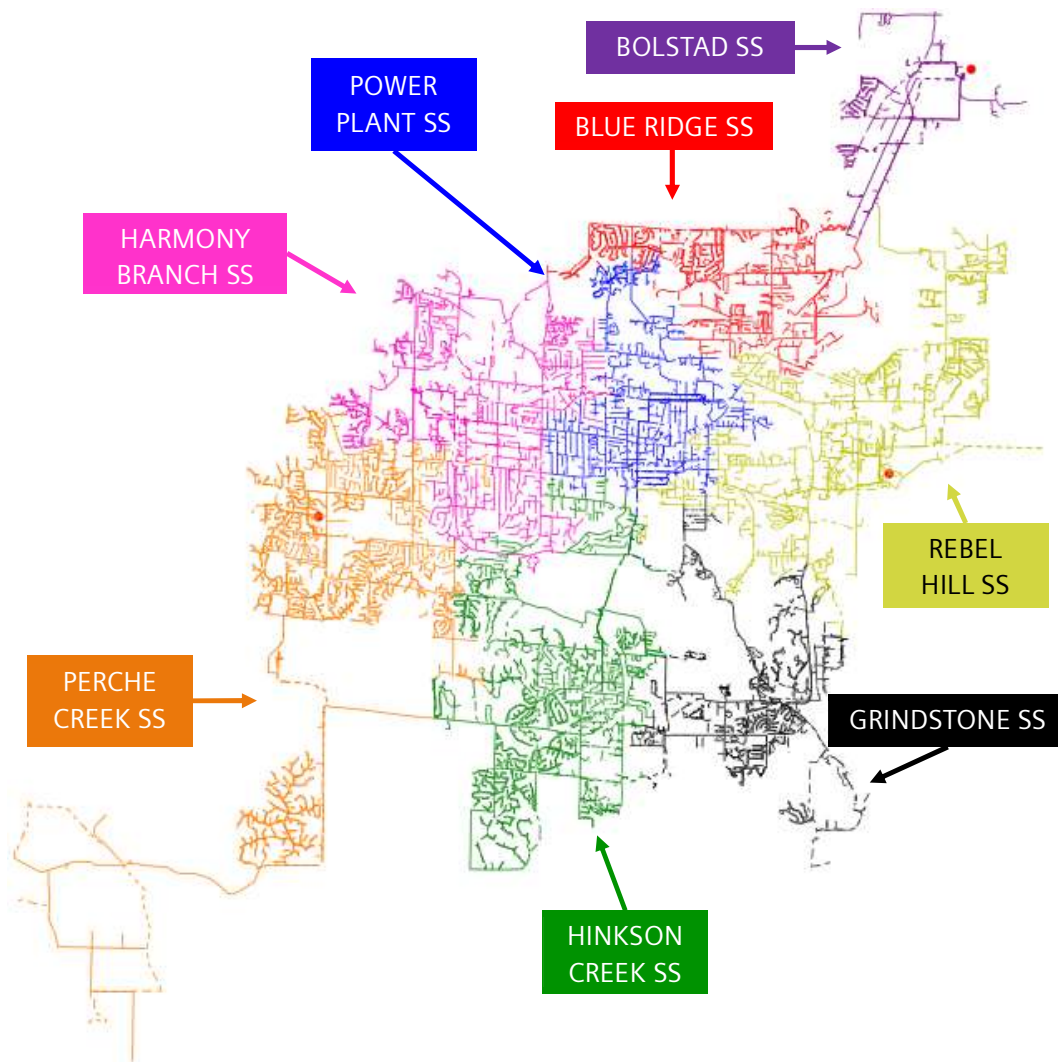 BOLSTAD SS
POWER
PLANT SS
BLUE RIDGE SS
HARMONY
BRANCH SS
REBEL
HILL SS
PERCHE
CREEK SS
GRINDSTONE SS
HINKSON
CREEK SS